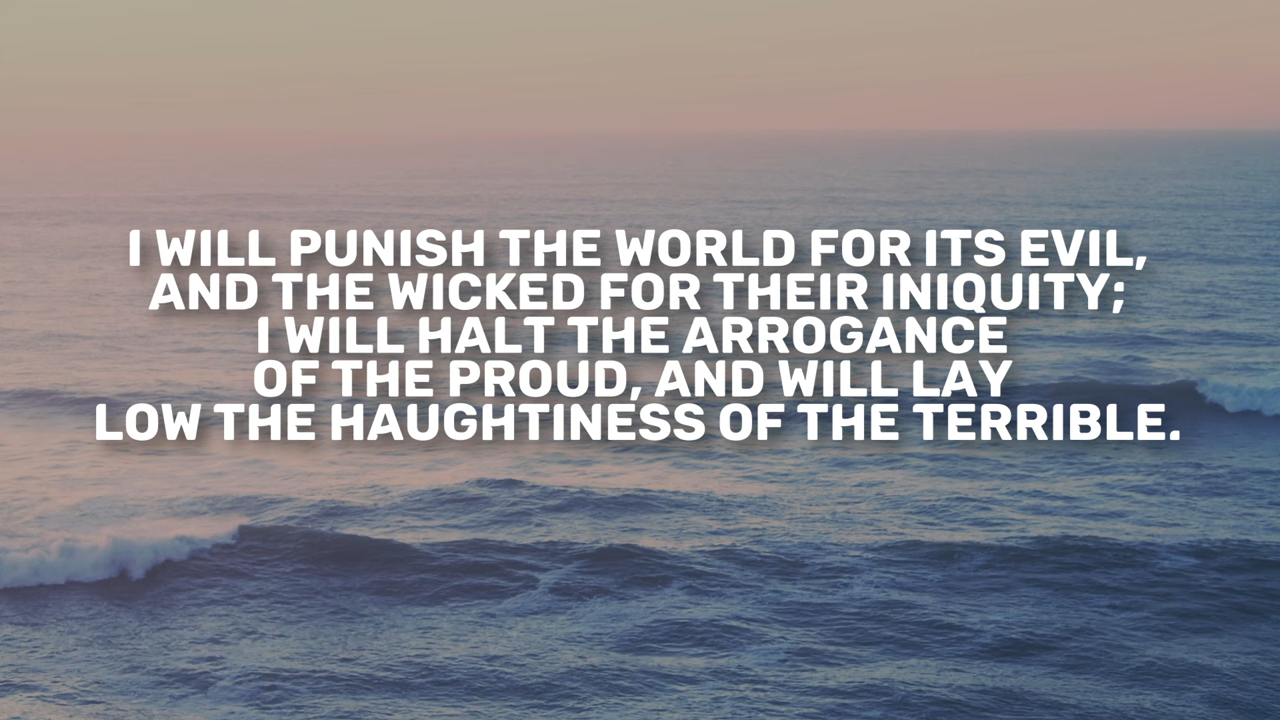 I WILL PUNISH THE WORLD FOR ITS EVIL,
AND THE WICKED FOR THEIR INIQUITY;
I WILL HALT THE ARROGANCE
OF THE PROUD, AND WILL LAY
LOW THE HAUGHTINESS OF THE TERRIBLE.